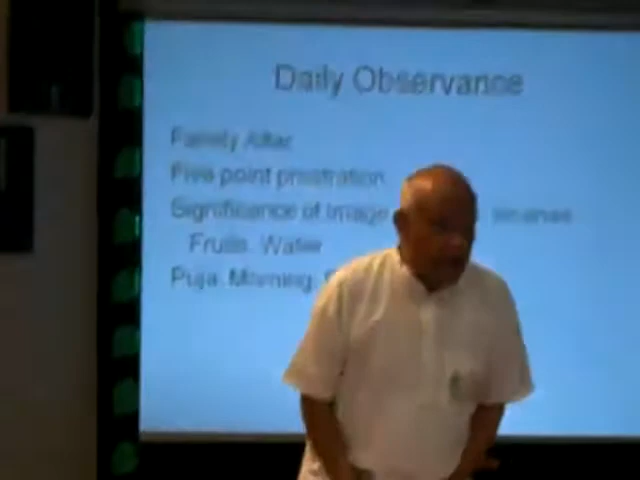 Daily Observance
Family Altar
Five point prostration
Significance of Image
Fruits Water
Puja Morning